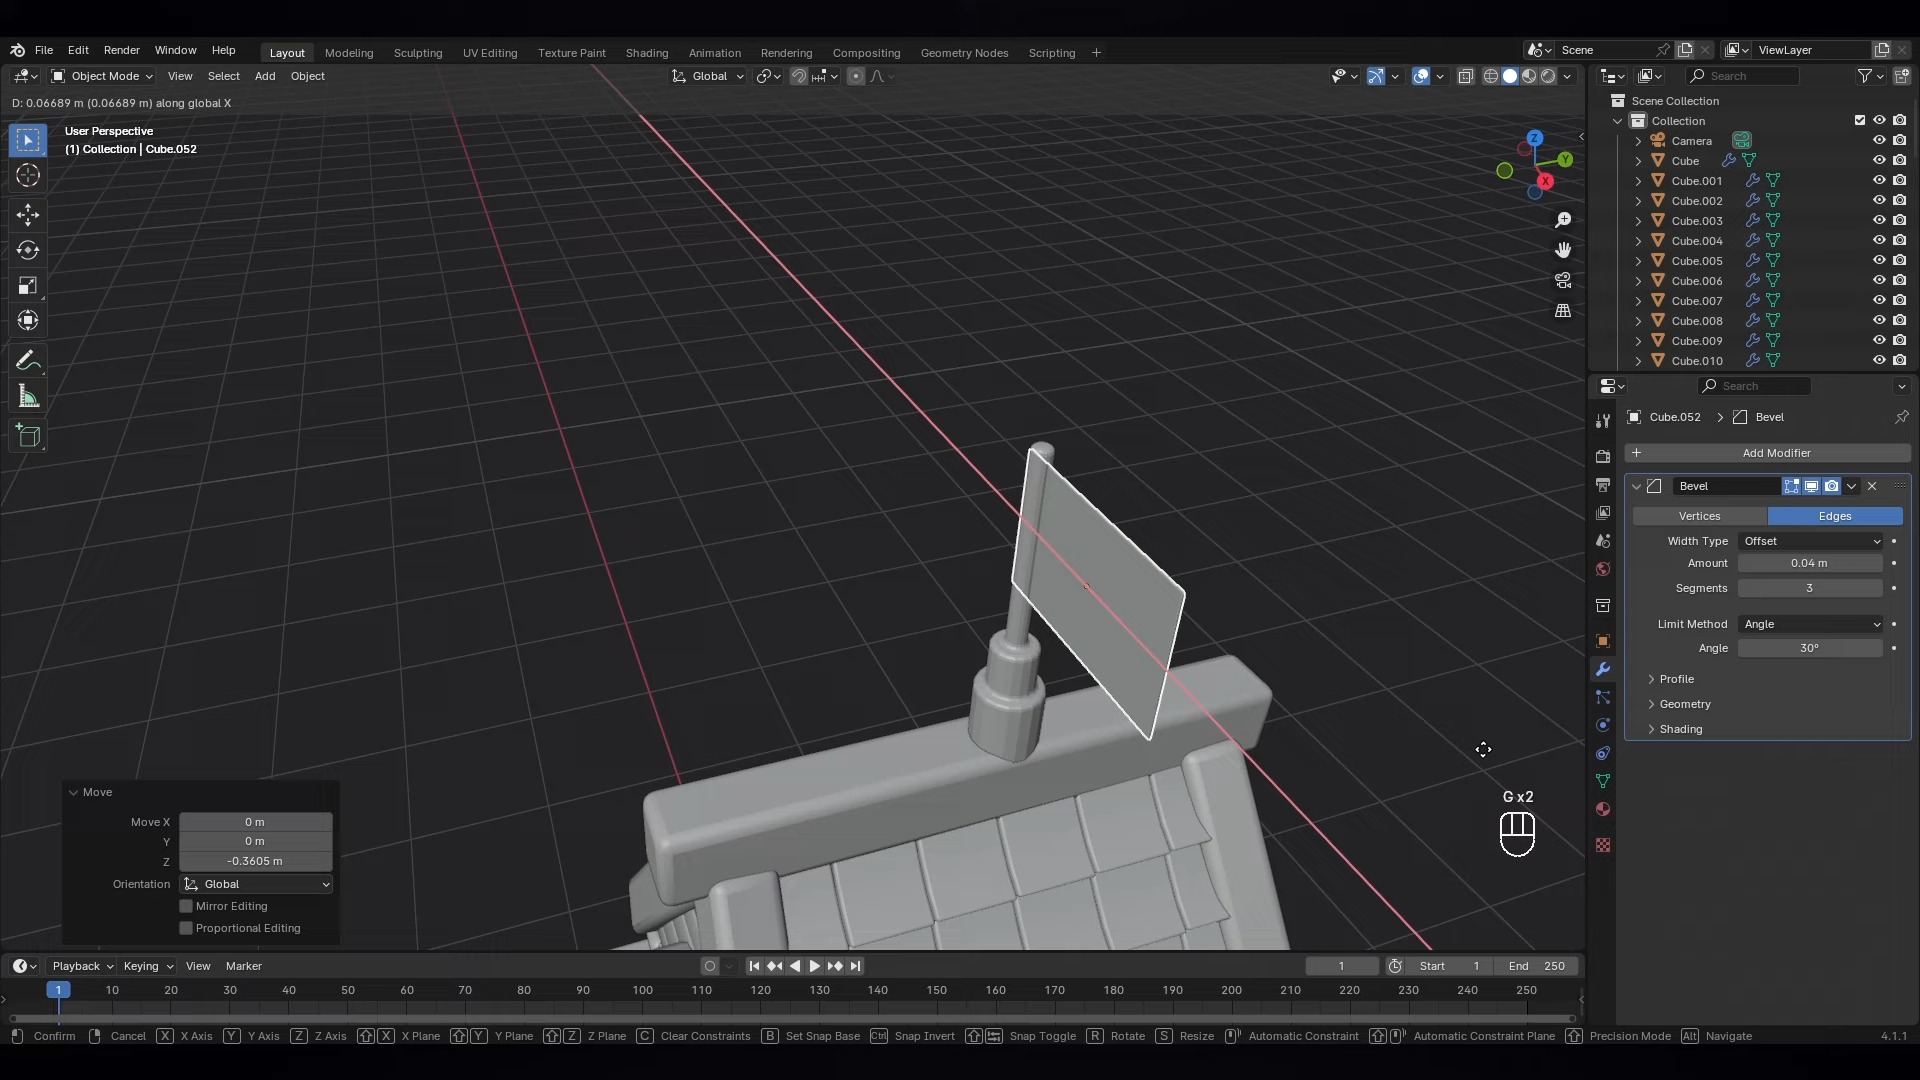 File Edit Render Window Help Layout Modeling Sculpting UV Editing Texture Paint Shading Animation Rendering Compositing Geometry Nodes Scripting + Scene ViewLayer
Object Mode View Select Add Object Global Search
D: 0.06689 m (0.06689 m) along global X
User Perspective
(1) Collection | Cube.052
Z
Y
X
Scene Collection
Collection
Camera
Cube
Cube.001
Cube.002
Cube.003
Cube.004
Cube.005
Cube.006
Cube.007
Cube.008
Cube.009
Cube.010
Search
Cube.052 > Bevel
+ Add Modifier
Bevel
Vertices Edges
Width Type Offset
Amount 0.04 m
Segments 3
Limit Method Angle
Angle 30°
Profile
Geometry
Shading
G x2
Move
Move X 0 m
Y 0 m
Z -0.3605 m
Orientation Global
Mirror Editing
Proportional Editing
Playback Keying View Marker 1 Start 1 End 250
1 10 20 30 40 50 60 70 80 90 100 110 120 130 140 150 160 170 180 190 200 210 220 230 240 250
Confirm Cancel X X Axis Y Y Axis Z Z Axis X X Plane Y Y Plane Z Z Plane C Clear Constraints B Set Snap Base Ctrl Snap Invert Snap Toggle R Rotate S Resize Automatic Constraint Automatic Constraint Plane Precision Mode Alt Navigate 4.1.1